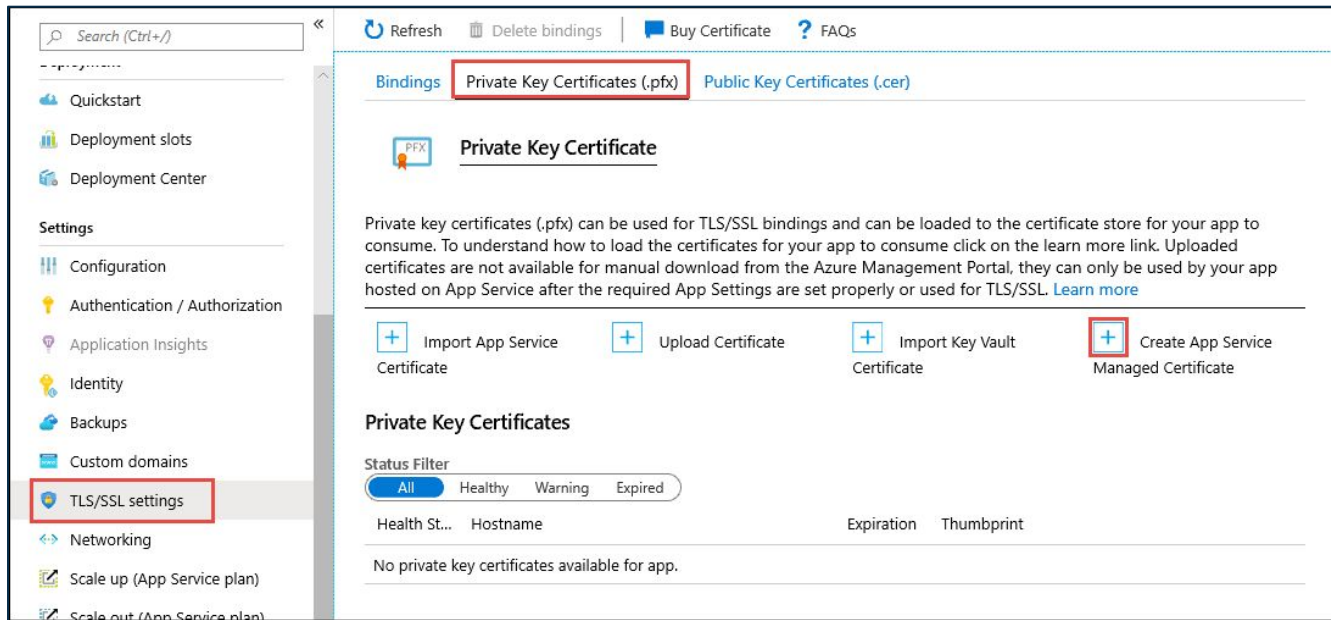 Search (Ctrl+/)
«
Quickstart
Deployment slots
Deployment Center
Settings
Configuration
Authentication / Authorization
Application Insights
Identity
Backups
Custom domains
TLS/SSL settings
Networking
Scale up (App Service plan)
Scale out (App Service plan)
Refresh Delete bindings Buy Certificate ? FAQs
Bindings Private Key Certificates (.pfx) Public Key Certificates (.cer)
PFX Private Key Certificate
Private key certificates (.pfx) can be used for TLS/SSL bindings and can be loaded to the certificate store for your app to
consume. To understand how to load the certificates for your app to consume click on the learn more link. Uploaded
certificates are not available for manual download from the Azure Management Portal, they can only be used by your app
hosted on App Service after the required App Settings are set properly or used for TLS/SSL. Learn more
+ Import App Service + Upload Certificate + Import Key Vault + Create App Service
Certificate Certificate Managed Certificate
Private Key Certificates
Status Filter
All Healthy Warning Expired
Health St... Hostname Expiration Thumbprint
No private key certificates available for app.